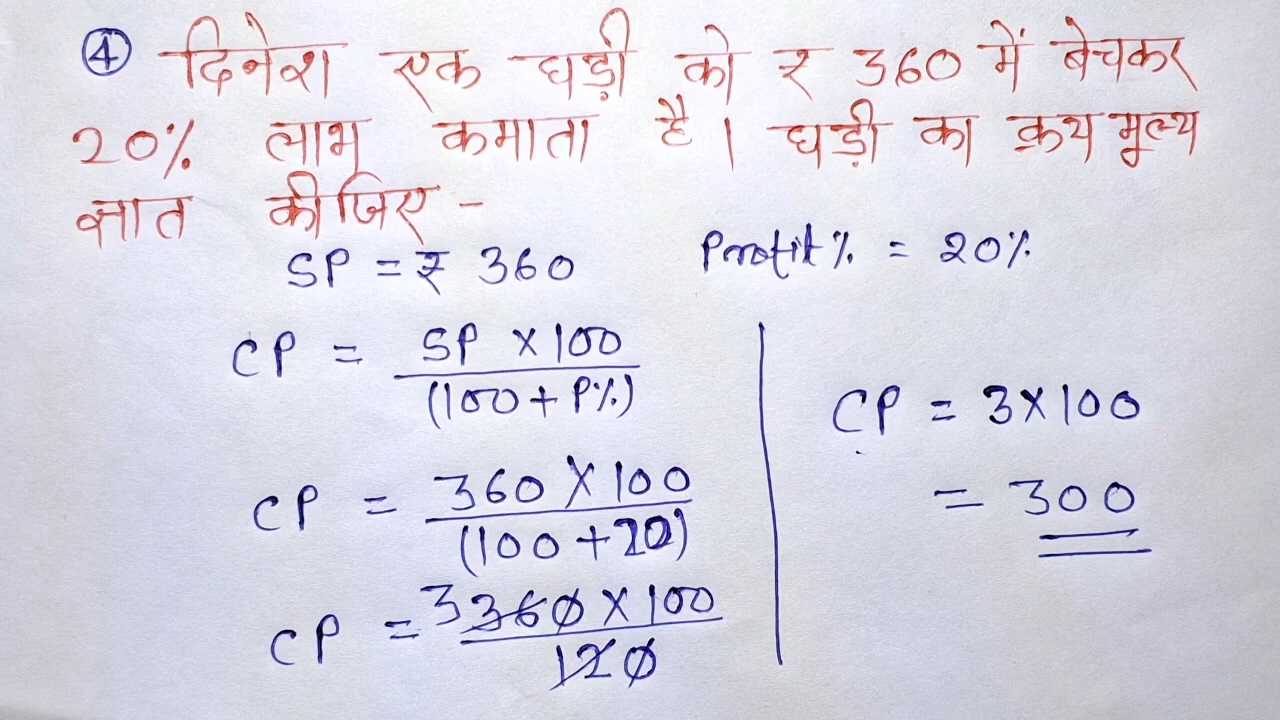 ④ दिनेश एक घड़ी को ₹ 360 में बेचकर
20% लाभ कमाता है। घड़ी का क्रय मूल्य
ज्ञात कीजिए -
SP = ₹ 360 Profit % = 20%
CP = SP × 100 / (100 + P%)
CP = 360 × 100 / (100 + 20)
CP = 3 360 × 100 / 120
CP = 3 × 100
= 300